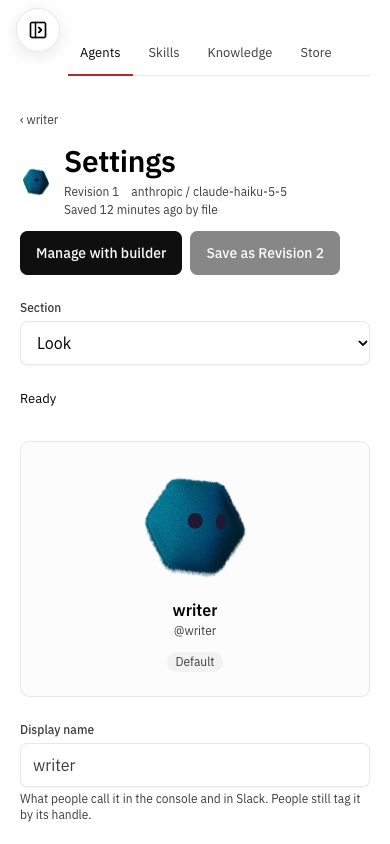 Agents Skills Knowledge Store
‹ writer
Settings
Revision 1 anthropic / claude-haiku-5-5
Saved 12 minutes ago by file
Manage with builder Save as Revision 2
Section
Look
Ready
writer
@writer
Default
Display name
writer
What people call it in the console and in Slack. People still tag it
by its handle.